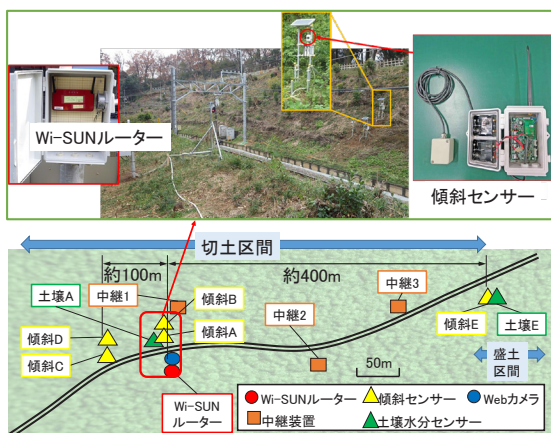 Wi-SUNルーター
傾斜センサー
切土区間
約100m
約400m
土壌A
中継1
傾斜B
中継3
傾斜D
傾斜A
中継2
傾斜E
土壌E
傾斜C
50m
盛土
区間
Wi-SUN
ルーター
Wi-SUNルーター
傾斜センサー
Webカメラ
中継装置
土壌水分センサー